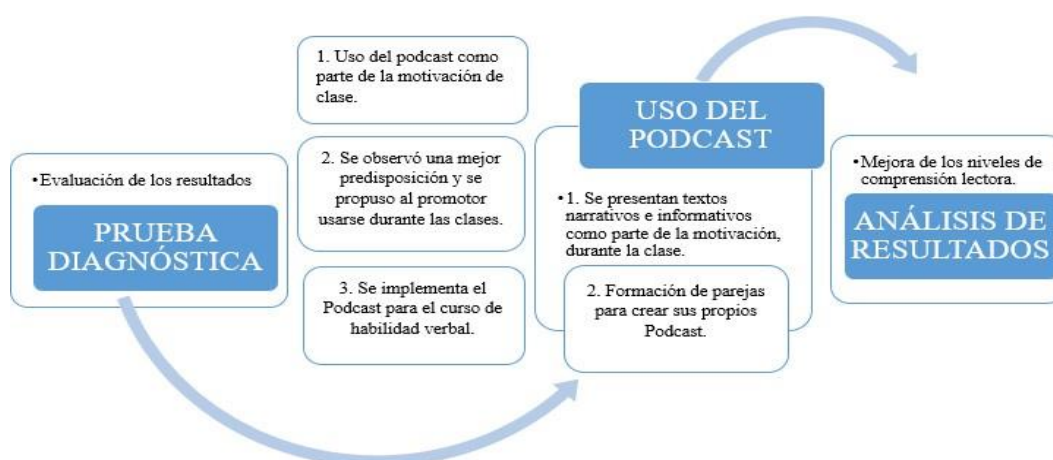 •Evaluación de los resultados
PRUEBA
DIAGNÓSTICA
1. Uso del podcast como
parte de la motivación de
clase.
2. Se observó una mejor
predisposición y se
propuso al promotor
usarse durante las clases.
3. Se implementa el
Podcast para el curso de
habilidad verbal.
USO DEL
PODCAST
•1. Se presentan textos
narrativos e informativos
como parte de la motivación,
durante la clase.
2. Formación de parejas
para crear sus propios
Podcast.
•Mejora de los niveles de
comprensión lectora.
ANÁLISIS DE
RESULTADOS